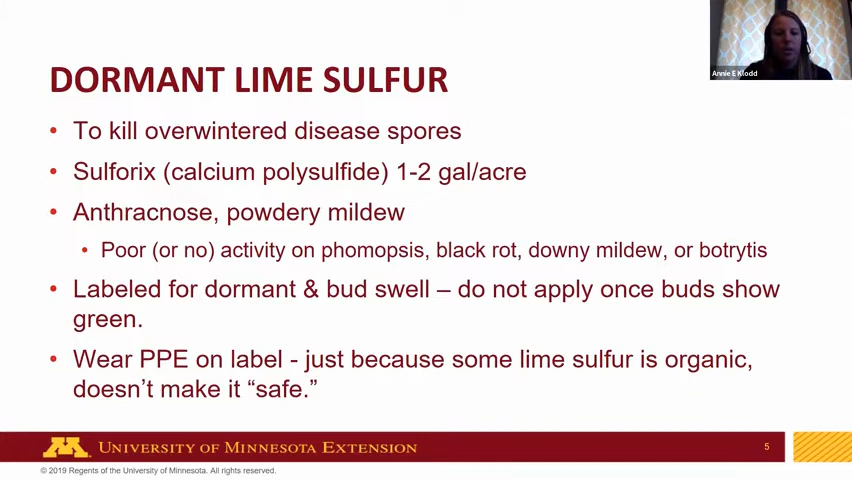 Annie E Klodd
DORMANT LIME SULFUR
• To kill overwintered disease spores
• Sulforix (calcium polysulfide) 1-2 gal/acre
• Anthracnose, powdery mildew
• Poor (or no) activity on phomopsis, black rot, downy mildew, or botrytis
• Labeled for dormant & bud swell – do not apply once buds show
green.
• Wear PPE on label - just because some lime sulfur is organic,
doesn't make it “safe.”
M UNIVERSITY OF MINNESOTA EXTENSION
5
© 2019 Regents of the University of Minnesota. All rights reserved.